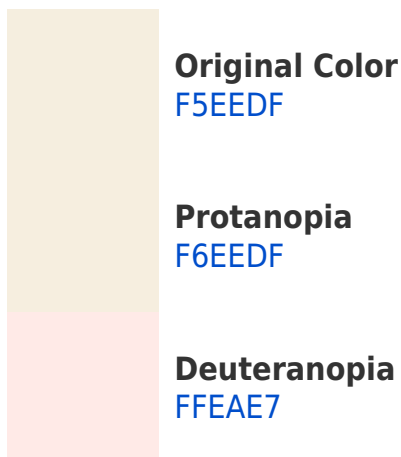 Original Color
F5EEDF
Protanopia
F6EEDF
Deuteranopia
FFEAE7